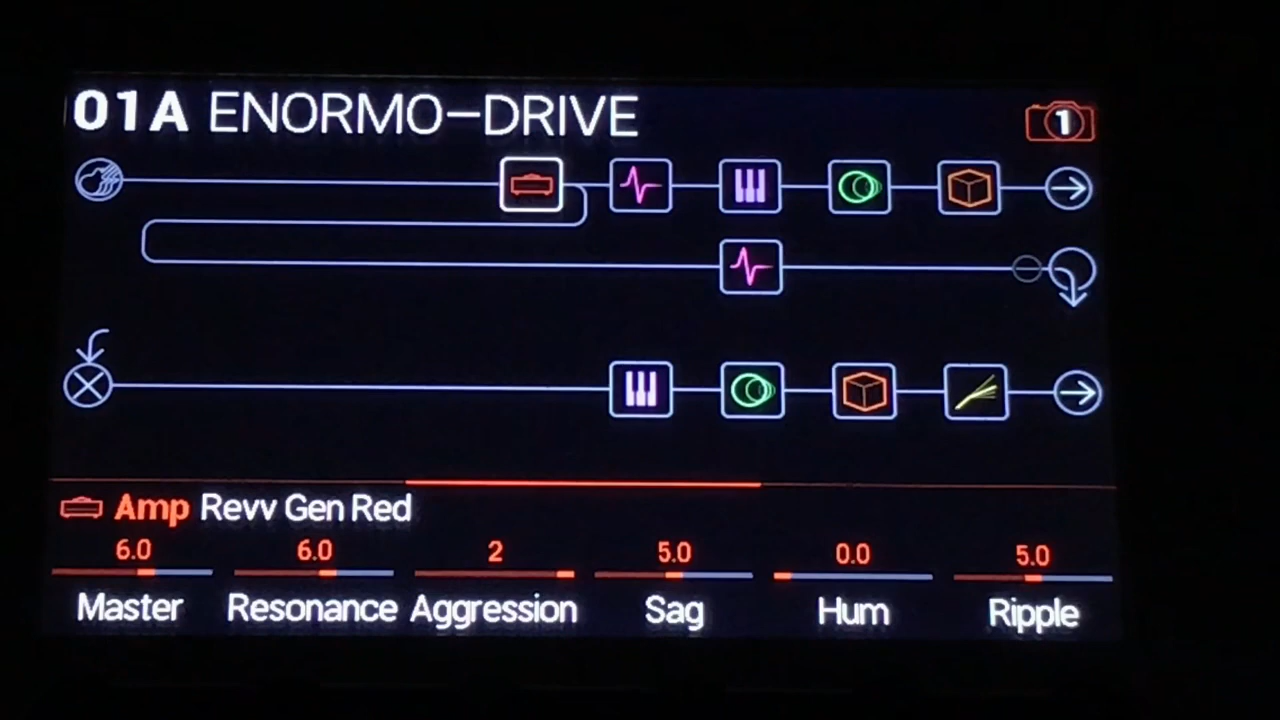 01A ENORMO-DRIVE
1
Amp Revv Gen Red
6.0 6.0 2 5.0 0.0 5.0
Master Resonance Aggression Sag Hum Ripple